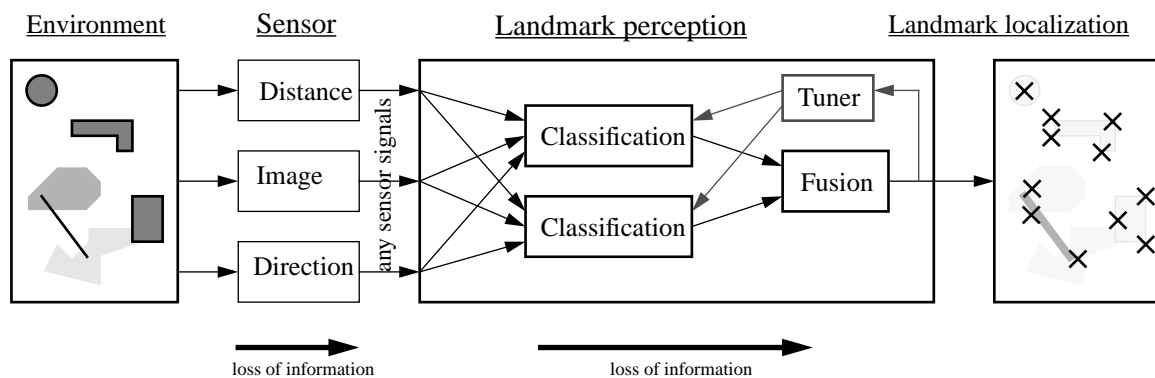 Environment
Sensor
Landmark perception
Landmark localization
Distance
Image
Direction
any sensor signals
Classification
Classification
Tuner
Fusion
loss of information
loss of information